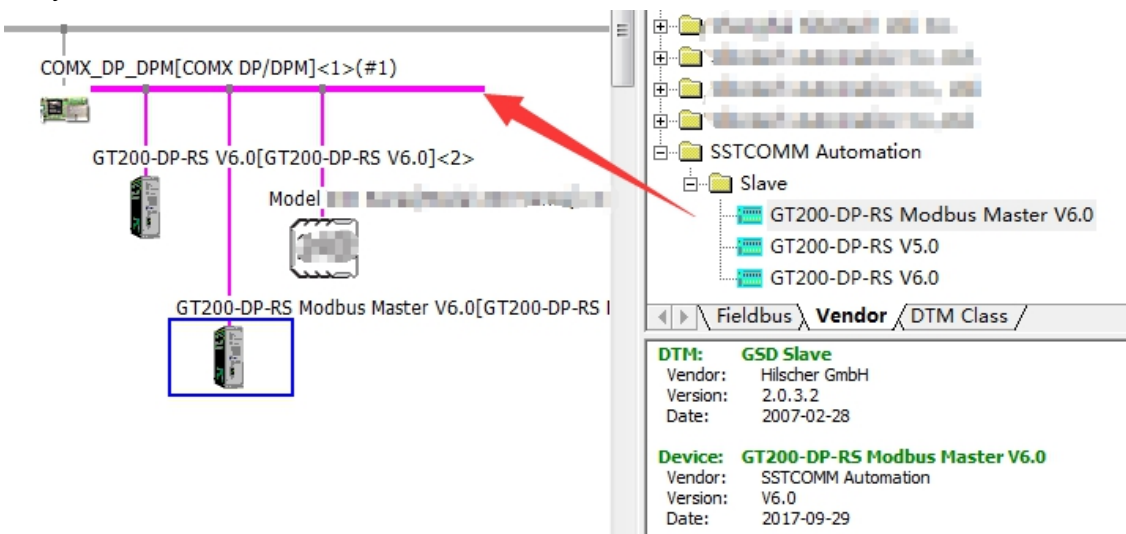 COMX_DP_DPM[COMX DP/DPM]<1>(#1)
GT200-DP-RS V6.0[GT200-DP-RS V6.0]<2>
Model
GT200-DP-RS Modbus Master V6.0[GT200-DP-RS
SSTCOMM Automation
Slave
GT200-DP-RS Modbus Master V6.0
GT200-DP-RS V5.0
GT200-DP-RS V6.0
Fieldbus Vendor DTM Class
DTM: GSD Slave
Vendor: Hilscher GmbH
Version: 2.0.3.2
Date: 2007-02-28
Device: GT200-DP-RS Modbus Master V6.0
Vendor: SSTCOMM Automation
Version: V6.0
Date: 2017-09-29